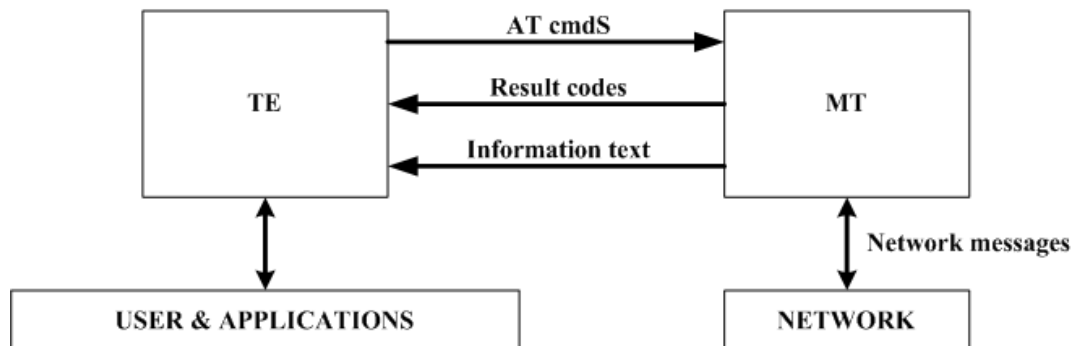 AT cmdS
TE
Result codes
MT
Information text
Network messages
USER & APPLICATIONS
NETWORK